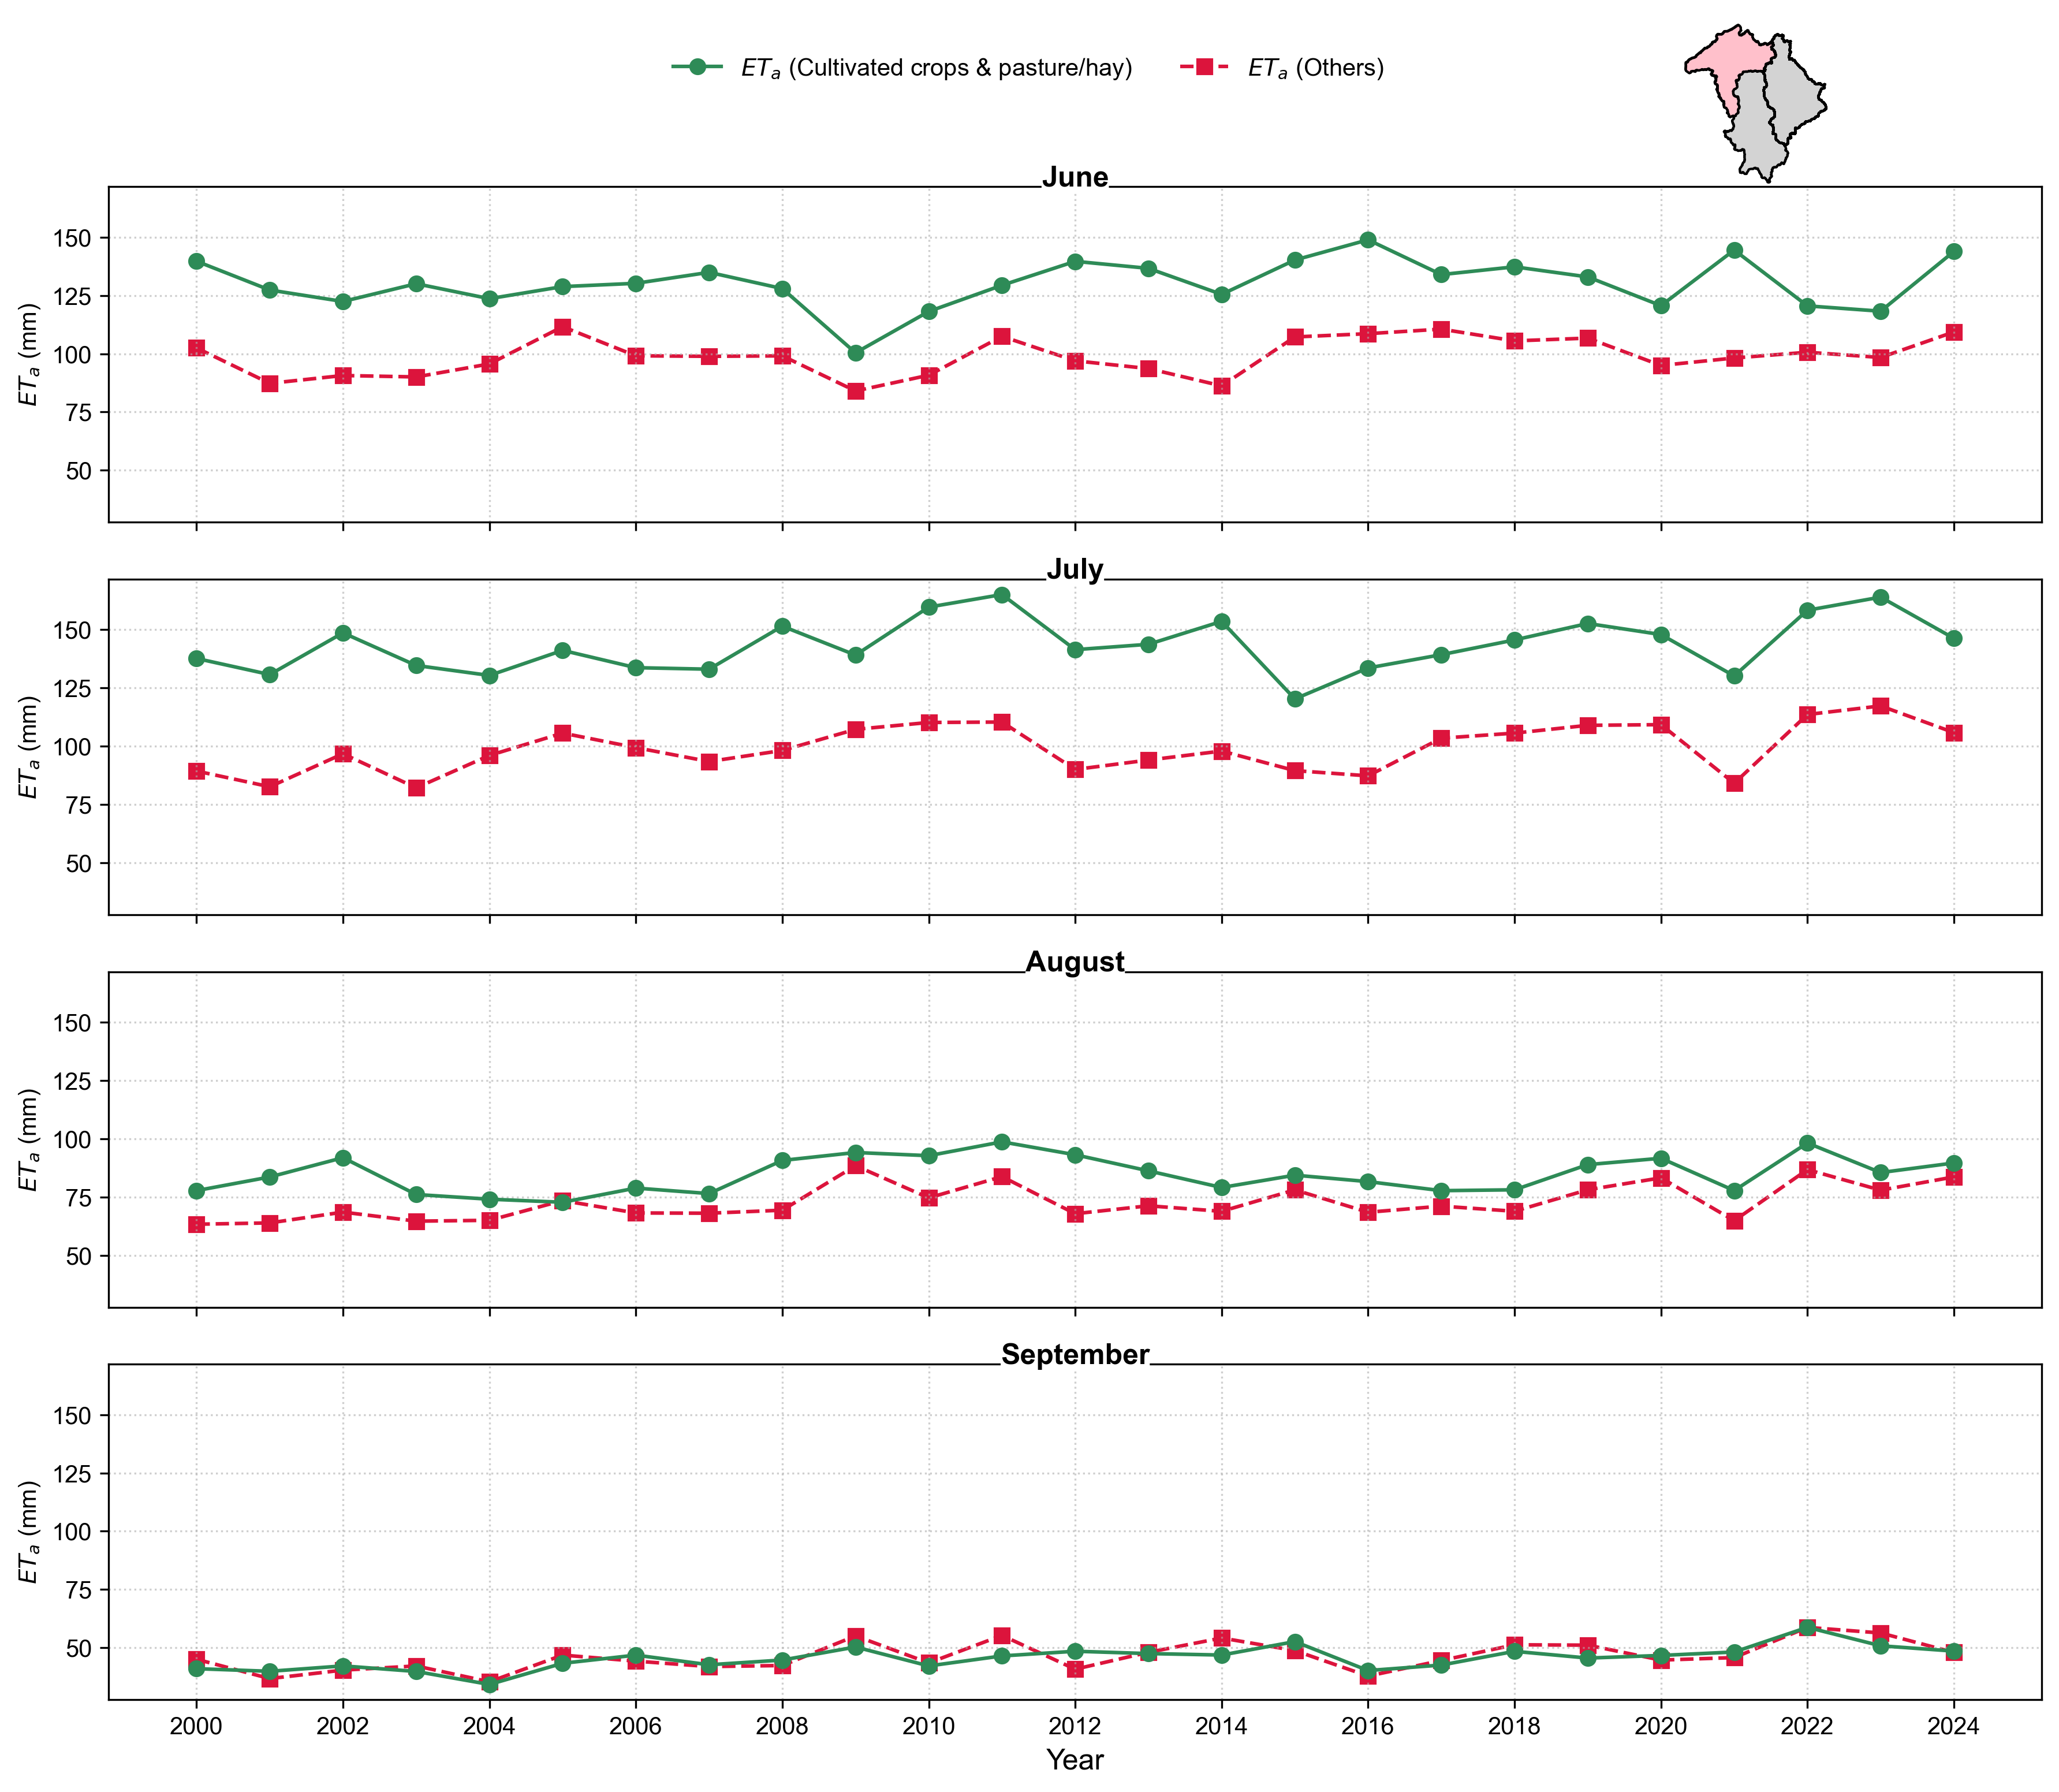 ETa (Cultivated crops & pasture/hay) ETa (Others)
June
150
125
100
75
50
ETa (mm)
July
150
125
100
75
50
ETa (mm)
August
150
125
100
75
50
ETa (mm)
September
150
125
100
75
50
ETa (mm)
2000 2002 2004 2006 2008 2010 2012 2014 2016 2018 2020 2022 2024
Year